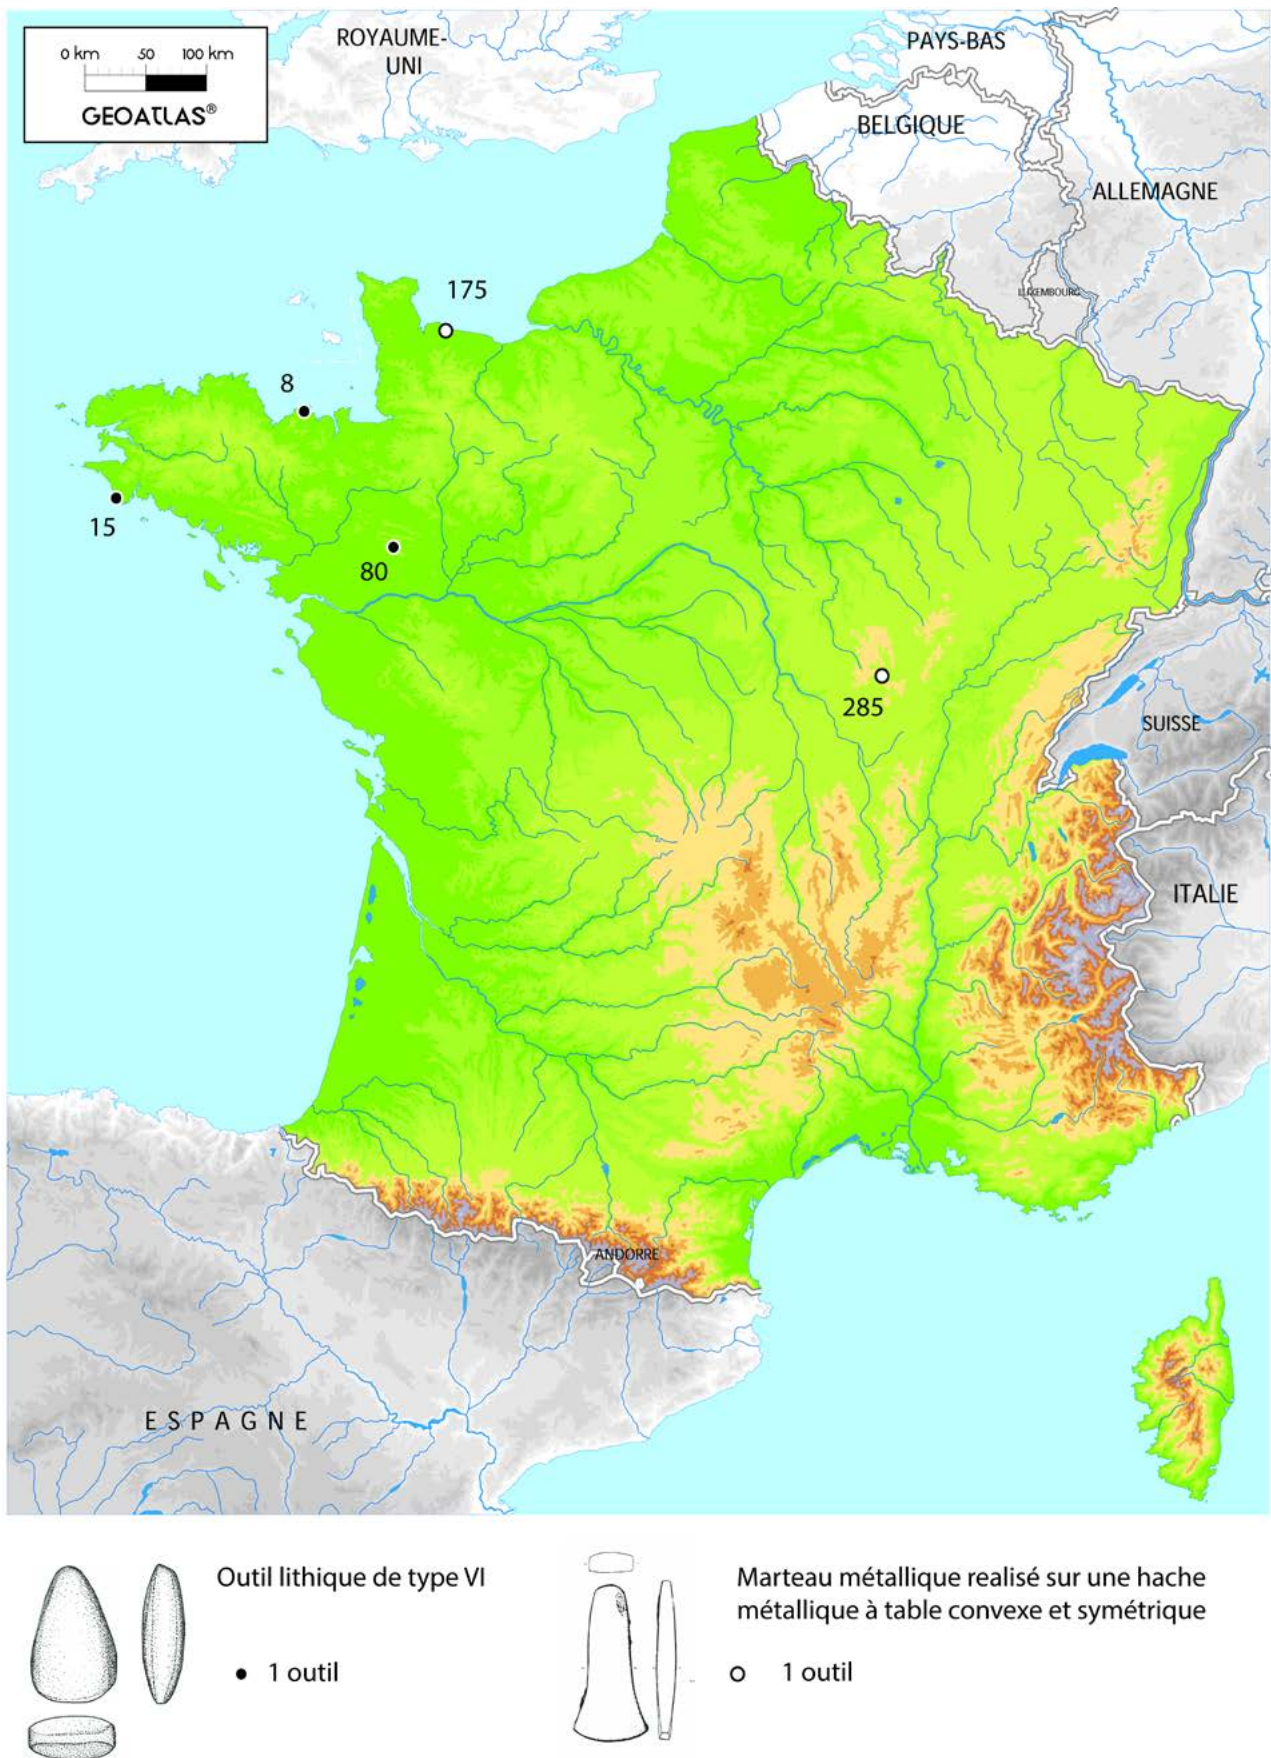 0 km 50 100 km
GEOATLAS®
ROYAUME-
UNI
PAYS-BAS
BELGIQUE
ALLEMAGNE
LUXEMBOURG
175
8
15
80
285
SUISSE
ITALIE
ANDORRE
ESPAGNE
Outil lithique de type VI
1 outil
Marteau métallique realisé sur une hache
métallique à table convexe et symétrique
1 outil